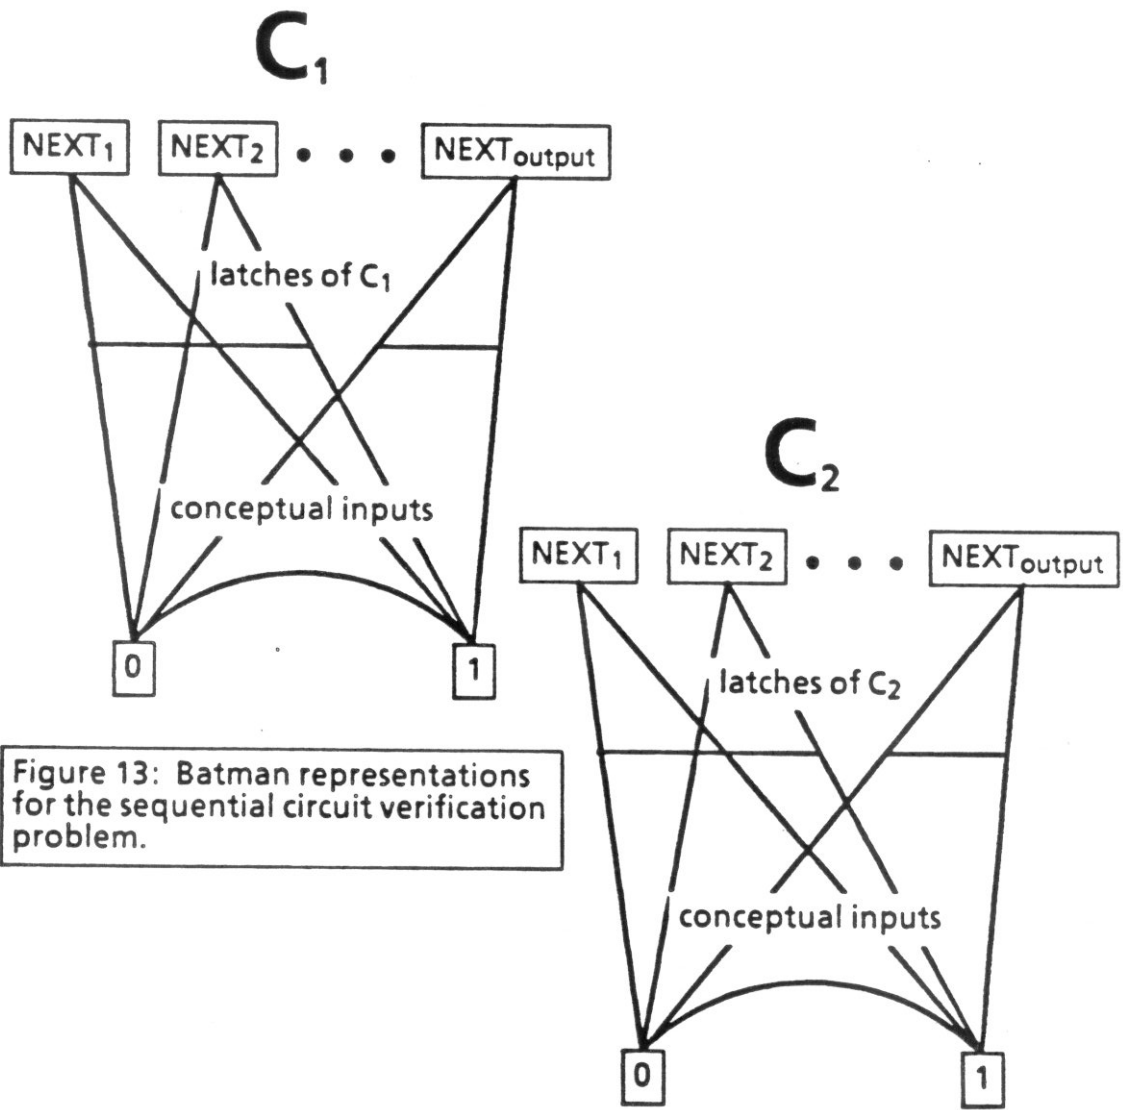 C₁
NEXT₁ NEXT₂ • • • NEXToutput
latches of C₁
conceptual inputs
0 1
C₂
NEXT₁ NEXT₂ • • • NEXToutput
latches of C₂
conceptual inputs
0 1
Figure 13: Batman representations
for the sequential circuit verification
problem.